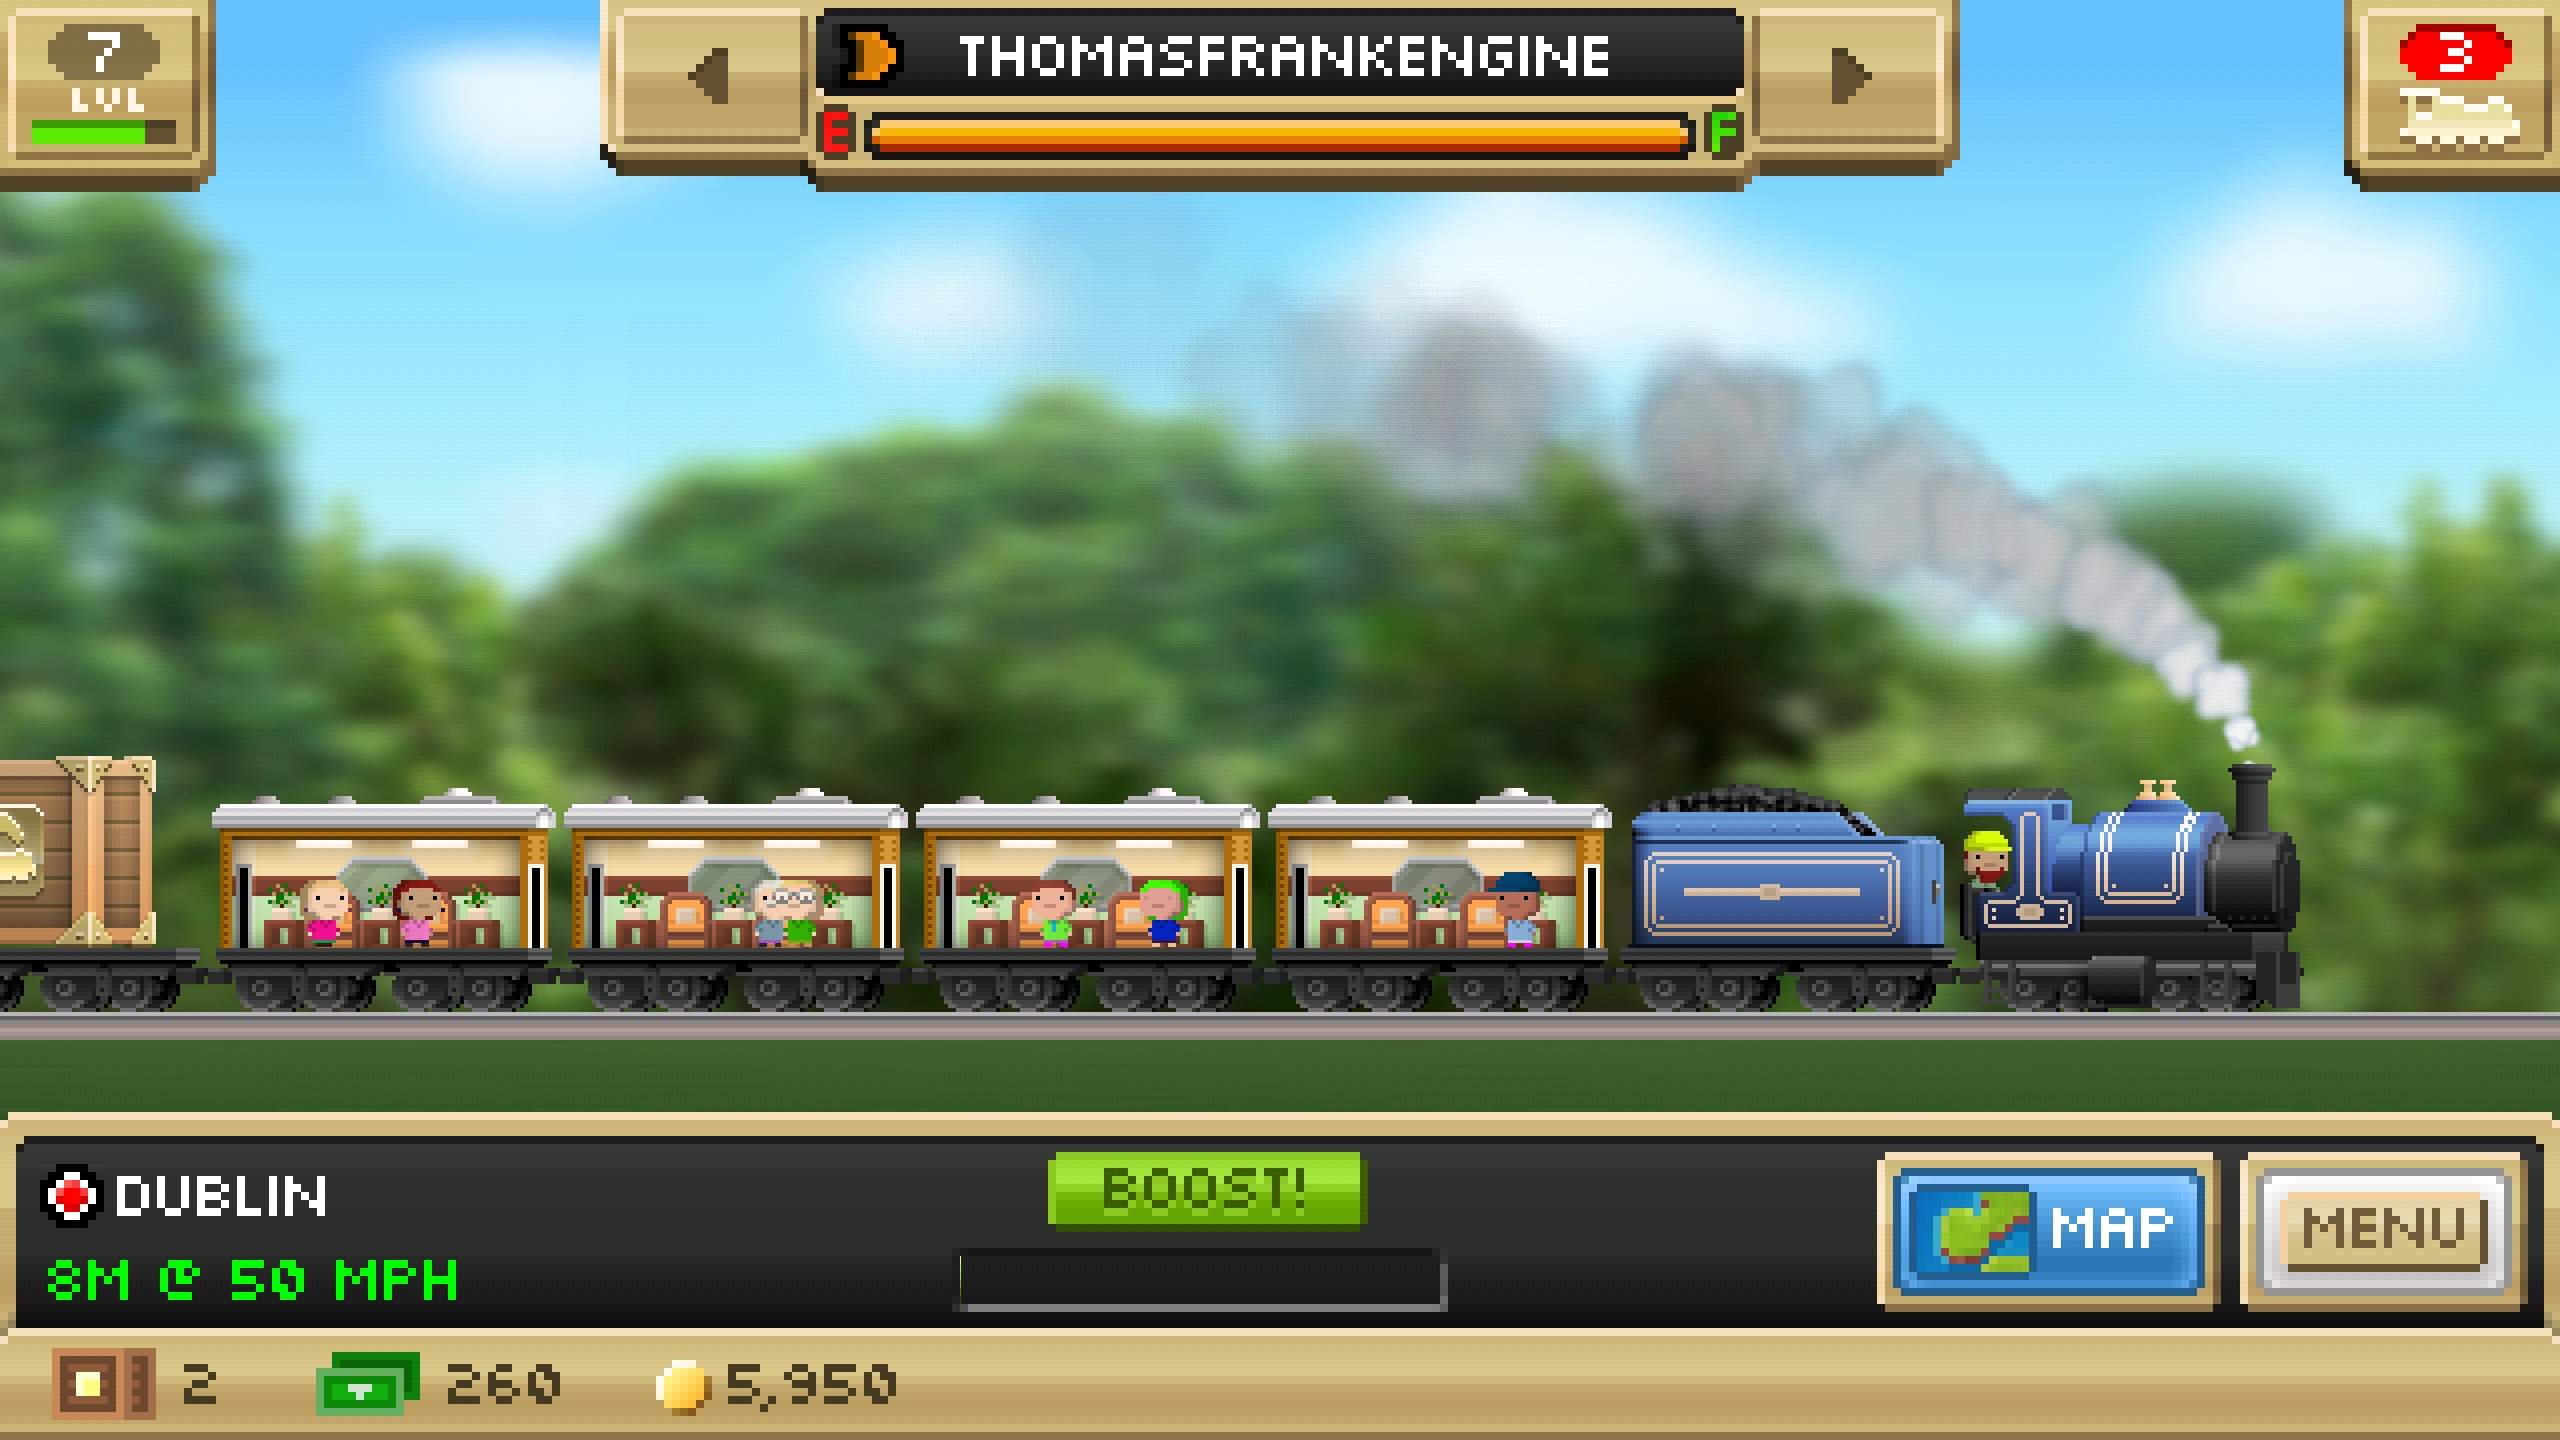 7
LVL
THOMASFRANKENGINE
E F
3
DUBLIN
8M @ 50 MPH
BOOST!
MAP
MENU
2
260
5,950